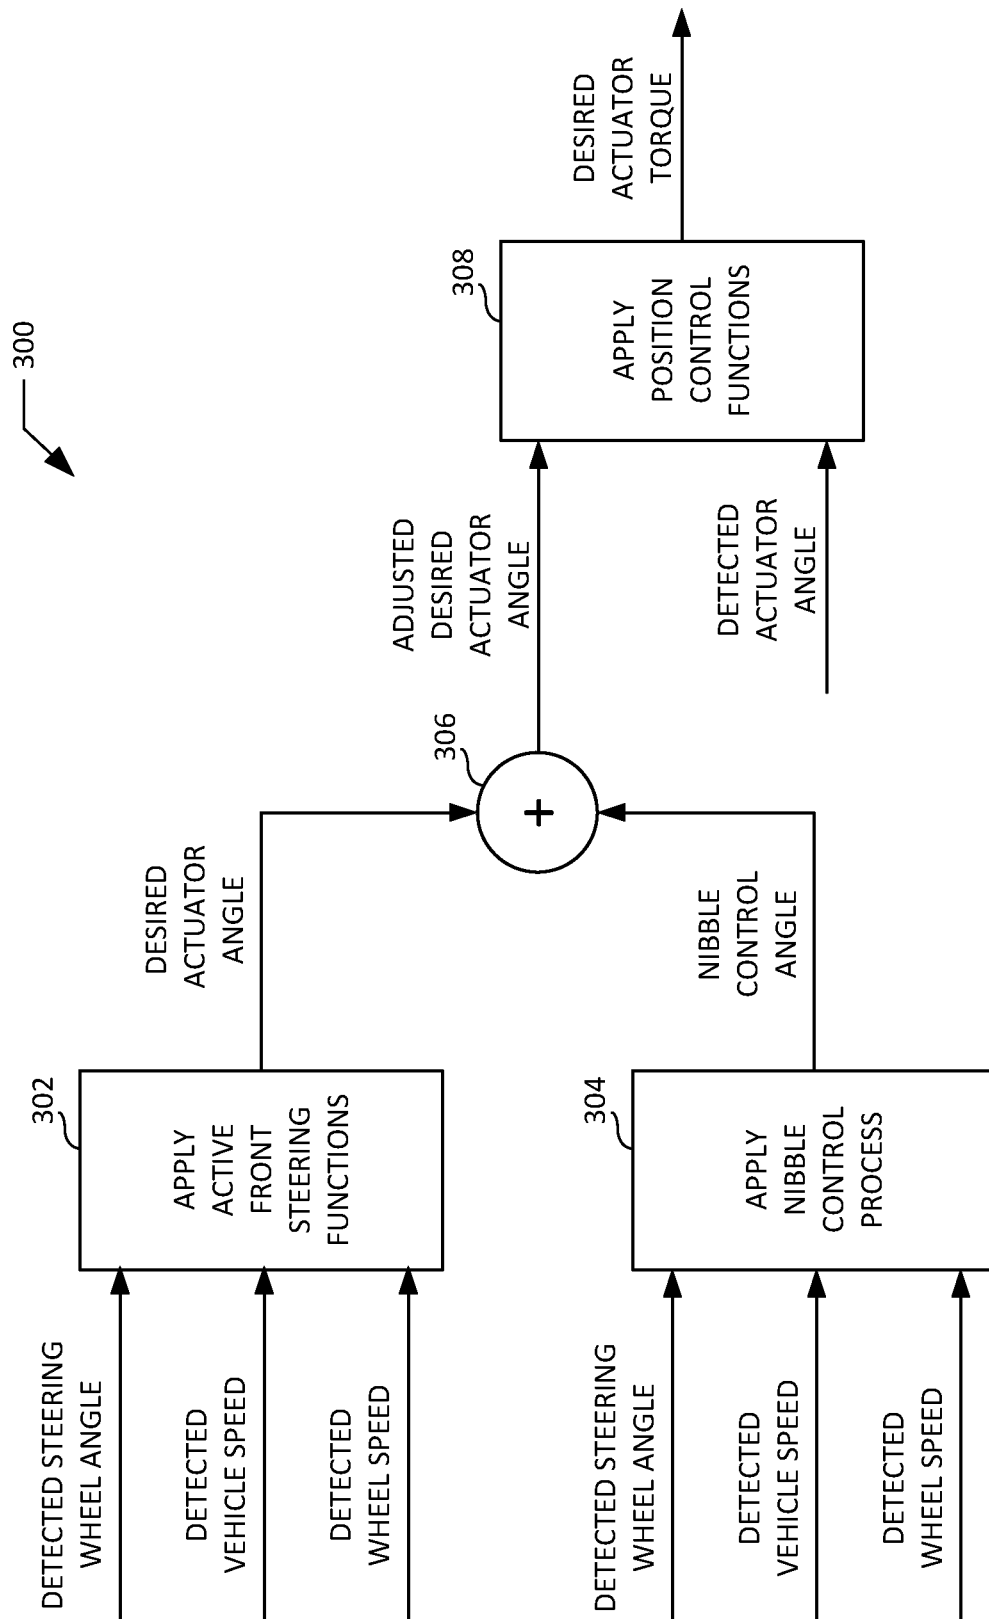 300
DETECTED STEERING
WHEEL ANGLE
DETECTED
VEHICLE SPEED
DETECTED
WHEEL SPEED
302
APPLY
ACTIVE
FRONT
STEERING
FUNCTIONS
DESIRED
ACTUATOR
ANGLE
DETECTED STEERING
WHEEL ANGLE
DETECTED
VEHICLE SPEED
DETECTED
WHEEL SPEED
304
APPLY
NIBBLE
CONTROL
PROCESS
NIBBLE
CONTROL
ANGLE
306
+
ADJUSTED
DESIRED
ACTUATOR
ANGLE
DETECTED
ACTUATOR
ANGLE
308
APPLY
POSITION
CONTROL
FUNCTIONS
DESIRED
ACTUATOR
TORQUE